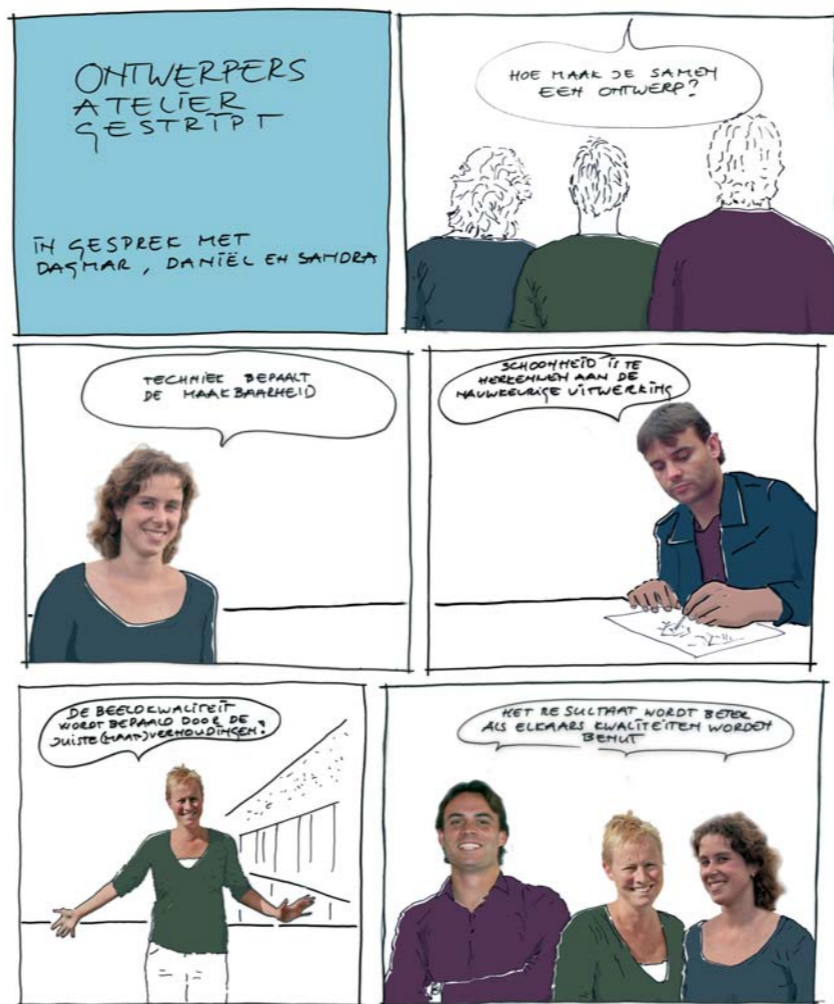 ONTWERPERS
ATELIER
GESTRIPT
IN GESPREK MET
DAGMAR, DANIËL EN SANDRA
HOE MAAK JE SAMEN
EEN ONTWERP?
TECHNIEK BEPAALT
DE MAAKBAARHEID
SCHOONHEID IS TE
HERKENNEN AAN DE
NAUWKEURIGE UITWERKING
DE BEELDKWALITEIT
WORDT BEPAALD DOOR DE
JUISTE (MAAT)VERHOUDINGEN!
HET RESULTAAT WORDT BETER
ALS ELKAARS KWALITEITEN WORDEN
BENUT